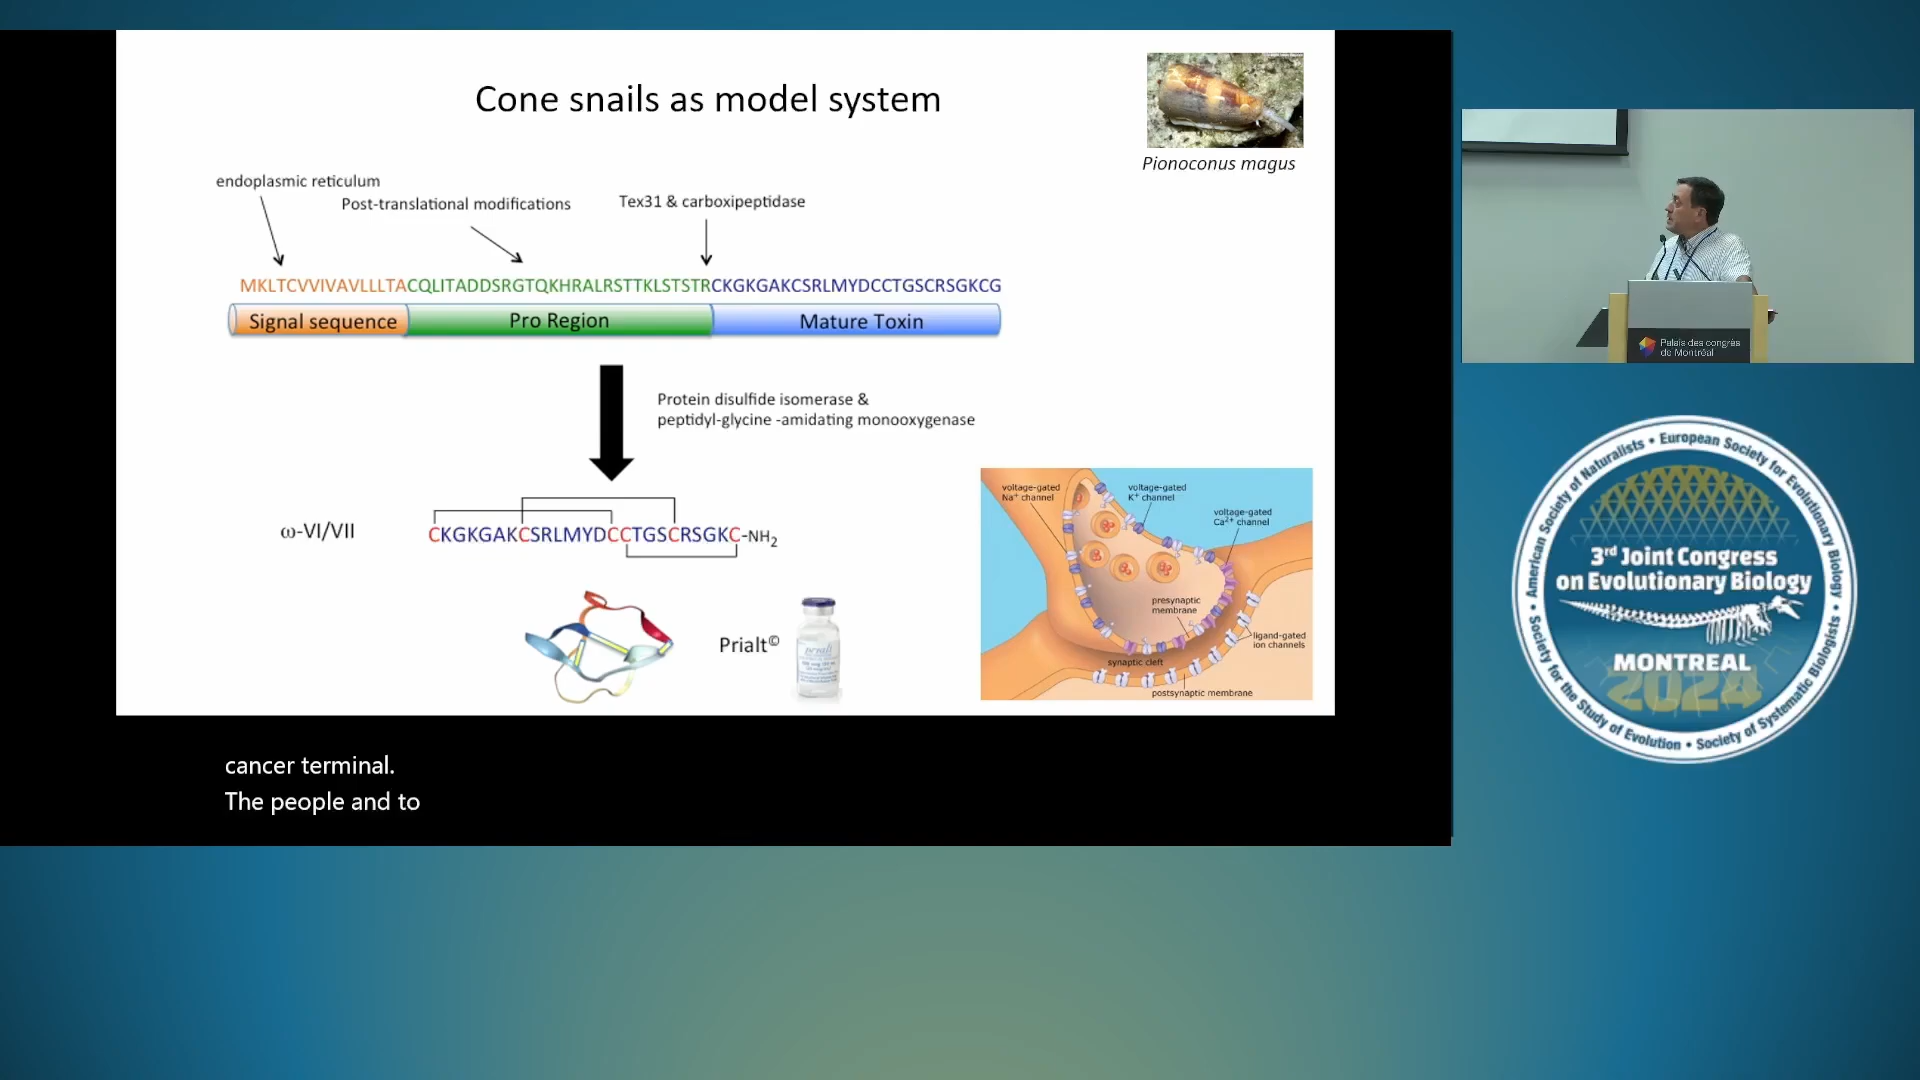 Cone snails as model system
Pionoconus magus
endoplasmic reticulum
Post-translational modifications
Tex31 & carboxipeptidase
MKLTCVVIVAVLLLTACQLITADDSRGTQKHRALRSTTKLSTSTRCKGKGAKCSRLMYDCCTGSCRSGKCG
Signal sequence
Pro Region
Mature Toxin
Protein disulfide isomerase &
peptidyl-glycine -amidating monooxygenase
ω-VI/VII
CKGKGAKCSRLMYDCCTGSCRSGKC-NH2
Prialt©
prialt
voltage-gated
Na+ channel
voltage-gated
K+ channel
voltage-gated
Ca2+ channel
presynaptic
membrane
ligand-gated
ion channels
synaptic cleft
postsynaptic membrane
cancer terminal.
The people and to
Palais des congrès
de Montréal
American Society of Naturalists • European Society for Evolutionary Biology •
Society for the Study of Evolution • Society of Systematic Biologists •
3rd Joint Congress
on Evolutionary Biology
MONTREAL
2024